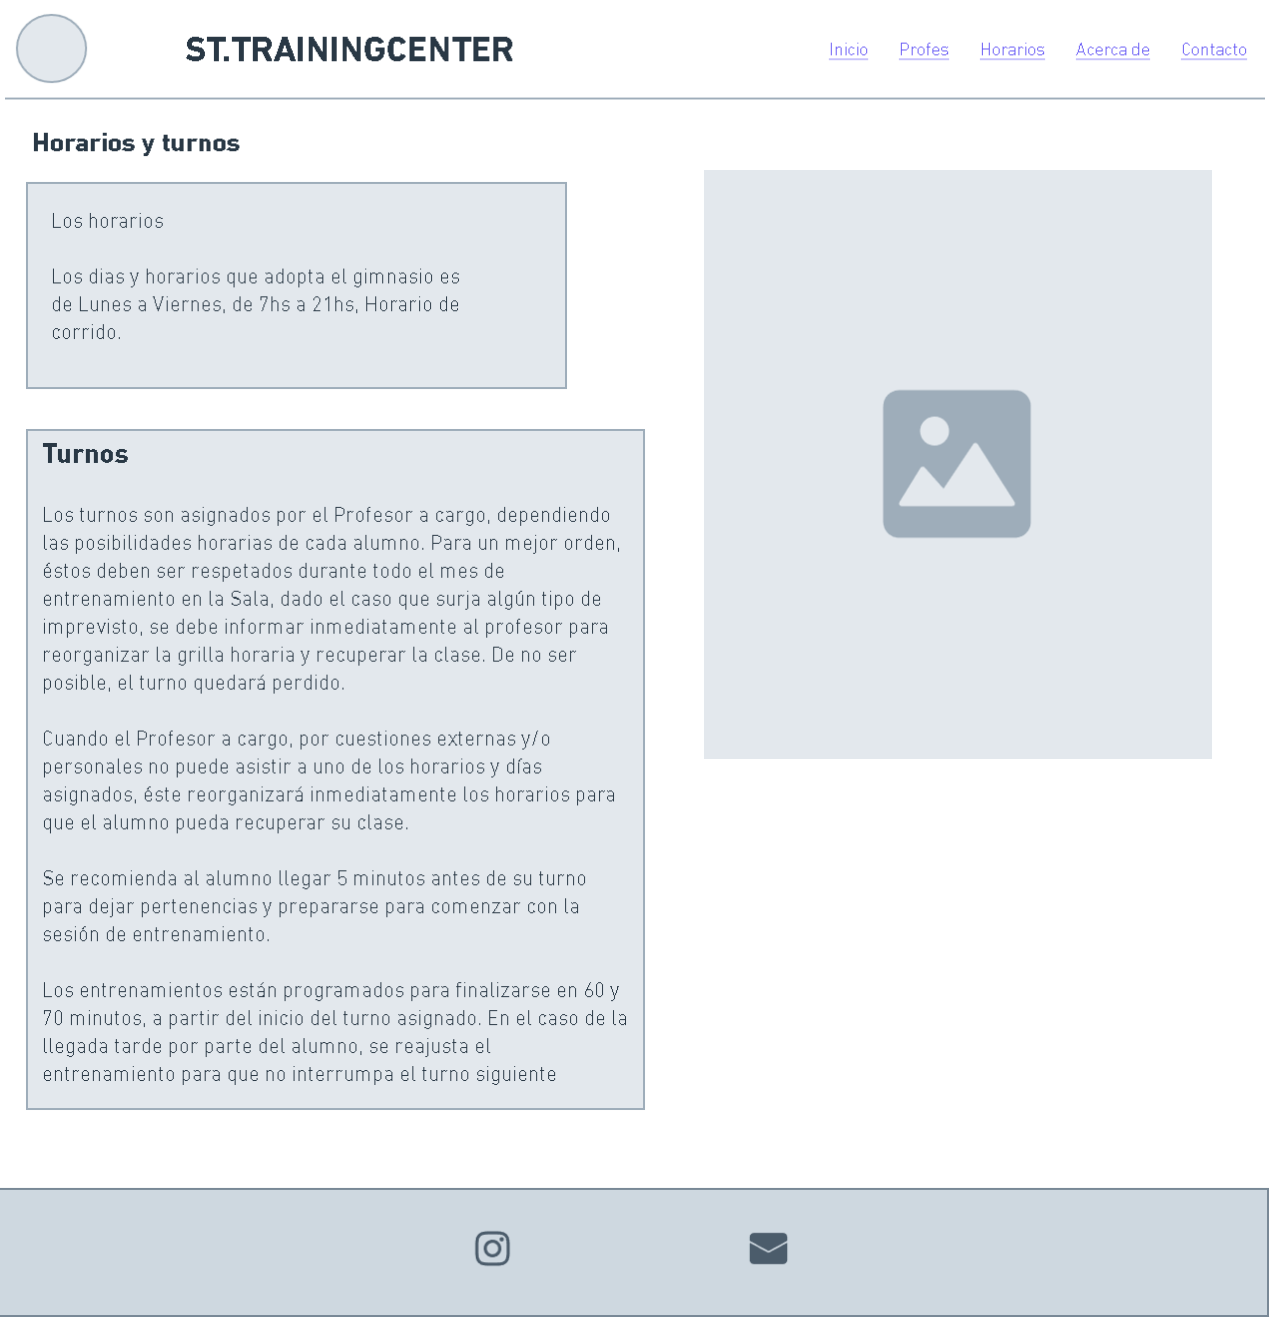 ST.TRAININGCENTER
Inicio Profes Horarios Acerca de Contacto
Horarios y turnos
Los horarios
Los dias y horarios que adopta el gimnasio es
de Lunes a Viernes, de 7hs a 21hs, Horario de
corrido.
Turnos
Los turnos son asignados por el Profesor a cargo, dependiendo
las posibilidades horarias de cada alumno. Para un mejor orden,
éstos deben ser respetados durante todo el mes de
entrenamiento en la Sala, dado el caso que surja algún tipo de
imprevisto, se debe informar inmediatamente al profesor para
reorganizar la grilla horaria y recuperar la clase. De no ser
posible, el turno quedará perdido.
Cuando el Profesor a cargo, por cuestiones externas y/o
personales no puede asistir a uno de los horarios y días
asignados, éste reorganizará inmediatamente los horarios para
que el alumno pueda recuperar su clase.
Se recomienda al alumno llegar 5 minutos antes de su turno
para dejar pertenencias y prepararse para comenzar con la
sesión de entrenamiento.
Los entrenamientos están programados para finalizarse en 60 y
70 minutos, a partir del inicio del turno asignado. En el caso de la
llegada tarde por parte del alumno, se reajusta el
entrenamiento para que no interrumpa el turno siguiente